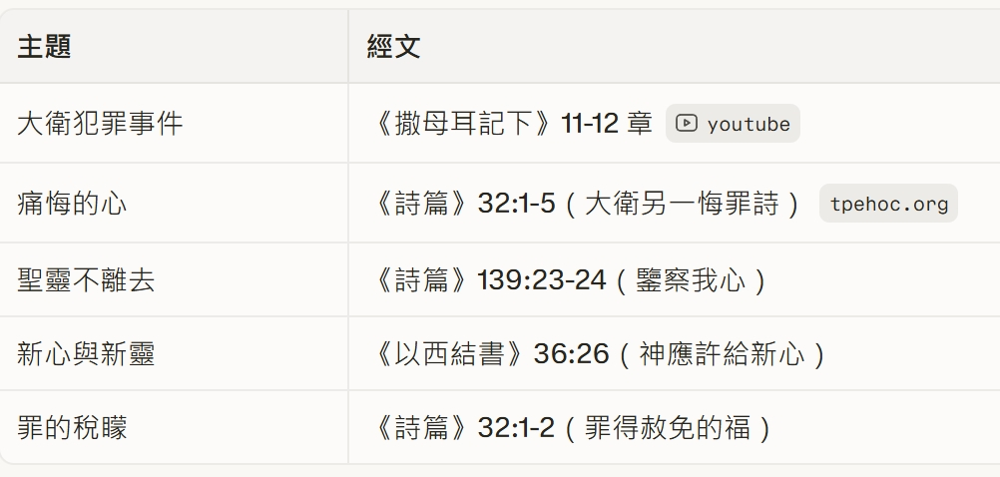 主題 經文
大衛犯罪事件 《撒母耳記下》11-12 章 youtube
痛悔的心 《詩篇》32:1-5（大衛另一悔罪詩） tpehoc.org
聖靈不離去 《詩篇》139:23-24（鑒察我心）
新心與新靈 《以西結書》36:26（神應許給新心）
罪的稅矇 《詩篇》32:1-2（罪得赦免的福）